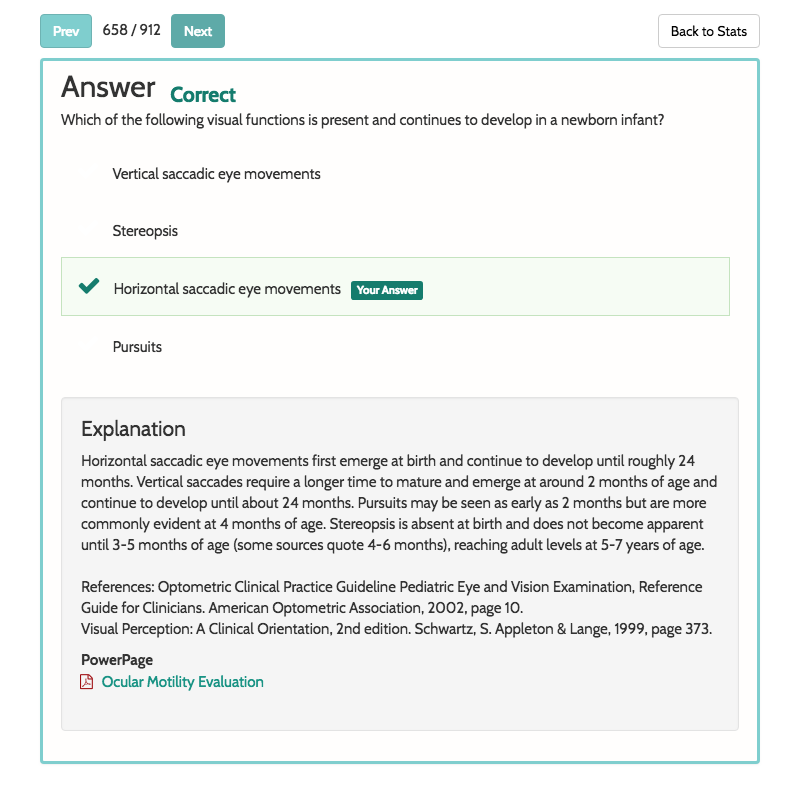 Prev 658 / 912 Next Back to Stats
Answer Correct
Which of the following visual functions is present and continues to develop in a newborn infant?
Vertical saccadic eye movements
Stereopsis
Horizontal saccadic eye movements Your Answer
Pursuits
Explanation
Horizontal saccadic eye movements first emerge at birth and continue to develop until roughly 24
months. Vertical saccades require a longer time to mature and emerge at around 2 months of age and
continue to develop until about 24 months. Pursuits may be seen as early as 2 months but are more
commonly evident at 4 months of age. Stereopsis is absent at birth and does not become apparent
until 3-5 months of age (some sources quote 4-6 months), reaching adult levels at 5-7 years of age.
References: Optometric Clinical Practice Guideline Pediatric Eye and Vision Examination, Reference
Guide for Clinicians. American Optometric Association, 2002, page 10.
Visual Perception: A Clinical Orientation, 2nd edition. Schwartz, S. Appleton & Lange, 1999, page 373.
PowerPage
Ocular Motility Evaluation